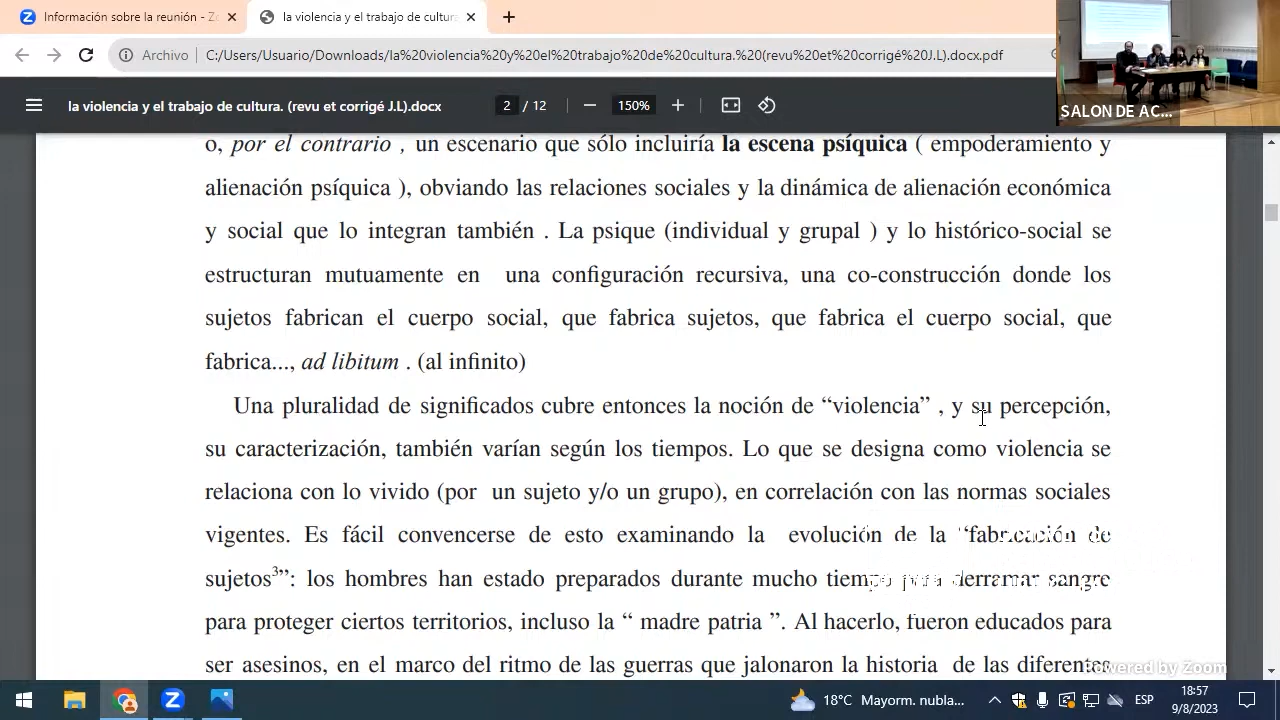 Información sobre la reunión - Zo
la violencia y el trabajo de cultura
Archivo
C:/Users/Usuario/Downloads/la%20violencia%20y%20el%20trabajo%20de%20cultura.%20(revu%20et%20corrigé%20J.L).docx.pdf
la violencia y el trabajo de cultura. (revu et corrigé J.L).docx
2 / 12
150%
SALON DE AC...
o, por el contrario , un escenario que sólo incluiría la escena psíquica ( empoderamiento y
alienación psíquica ), obviando las relaciones sociales y la dinámica de alienación económica
y social que lo integran también . La psique (individual y grupal ) y lo histórico-social se
estructuran mutuamente en una configuración recursiva, una co-construcción donde los
sujetos fabrican el cuerpo social, que fabrica sujetos, que fabrica el cuerpo social, que
fabrica..., ad libitum . (al infinito)
Una pluralidad de significados cubre entonces la noción de “violencia” , y su percepción,
su caracterización, también varían según los tiempos. Lo que se designa como violencia se
relaciona con lo vivido (por un sujeto y/o un grupo), en correlación con las normas sociales
vigentes. Es fácil convencerse de esto examinando la evolución de la “fabricación de
sujetos3”: los hombres han estado preparados durante mucho tiempo derramar sangre
para proteger ciertos territorios, incluso la “ madre patria ”. Al hacerlo, fueron educados para
ser asesinos, en el marco del ritmo de las guerras que jalonaron la historia de las diferentes
Powered by Zoom
18°C Mayorm. nubla...
ESP
18:57
9/8/2023